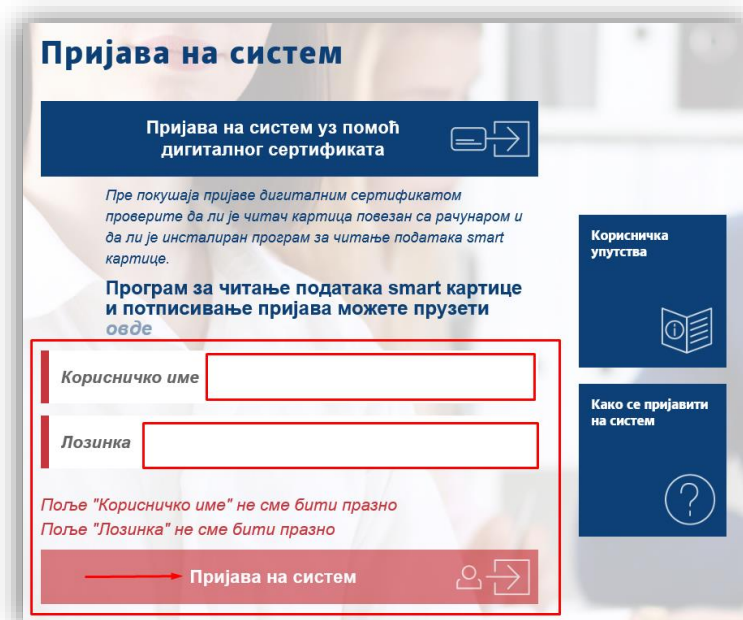 Пријава на систем
Пријава на систем уз помоћ
дигиталног сертификата
Пре покушаја пријаве дигиталним сертификатом
проверите да ли је читач картица повезан са рачунаром и
да ли је инсталиран програм за читање података smart
картице.
Програм за читање података smart картице
и потписивање пријава можете прузети
овде
Корисничко име
Лозинка
Поље "Корисничко име" не сме бити празно
Поље "Лозинка" не сме бити празно
Пријава на систем
Корисничка
упутства
Како се пријавити
на систем